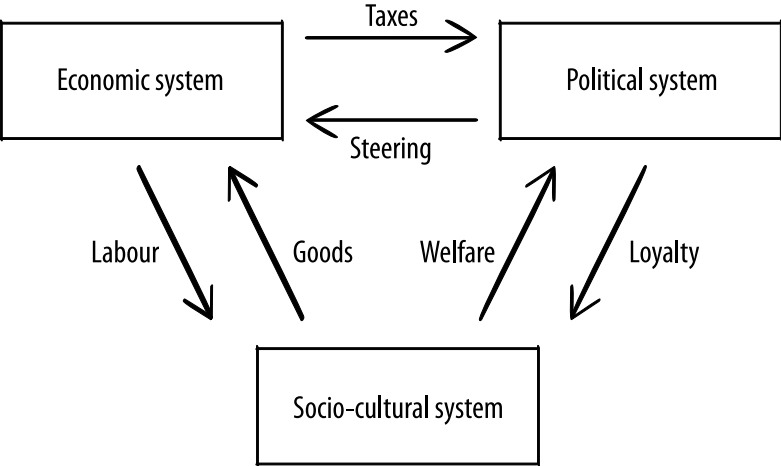 Taxes
Economic system
Political system
Steering
Labour
Goods
Welfare
Loyalty
Socio-cultural system